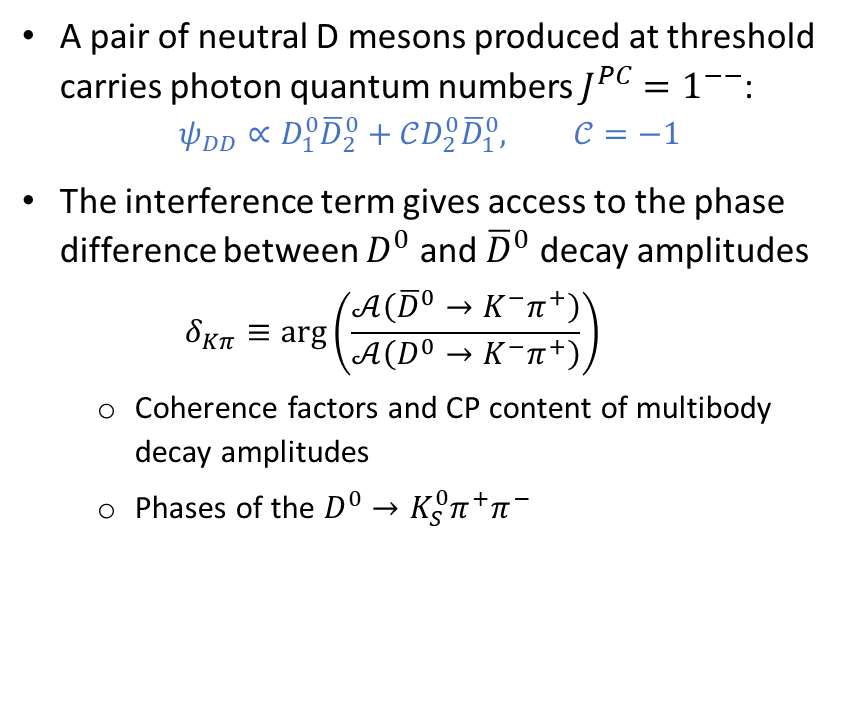 • A pair of neutral D mesons produced at threshold
carries photon quantum numbers J^{PC} = 1^{−−}:
ψ_{DD} ∝ D_1^0 D̅_2^0 + 𝒞D_2^0 D̅_1^0,     𝒞 = −1
• The interference term gives access to the phase
difference between D^0 and D̅^0 decay amplitudes
δ_{Kπ} ≡ arg(𝒜(D̅^0 → K^−π^+) / 𝒜(D^0 → K^−π^+))
○ Coherence factors and CP content of multibody
decay amplitudes
○ Phases of the D^0 → K_S^0π^+π^−